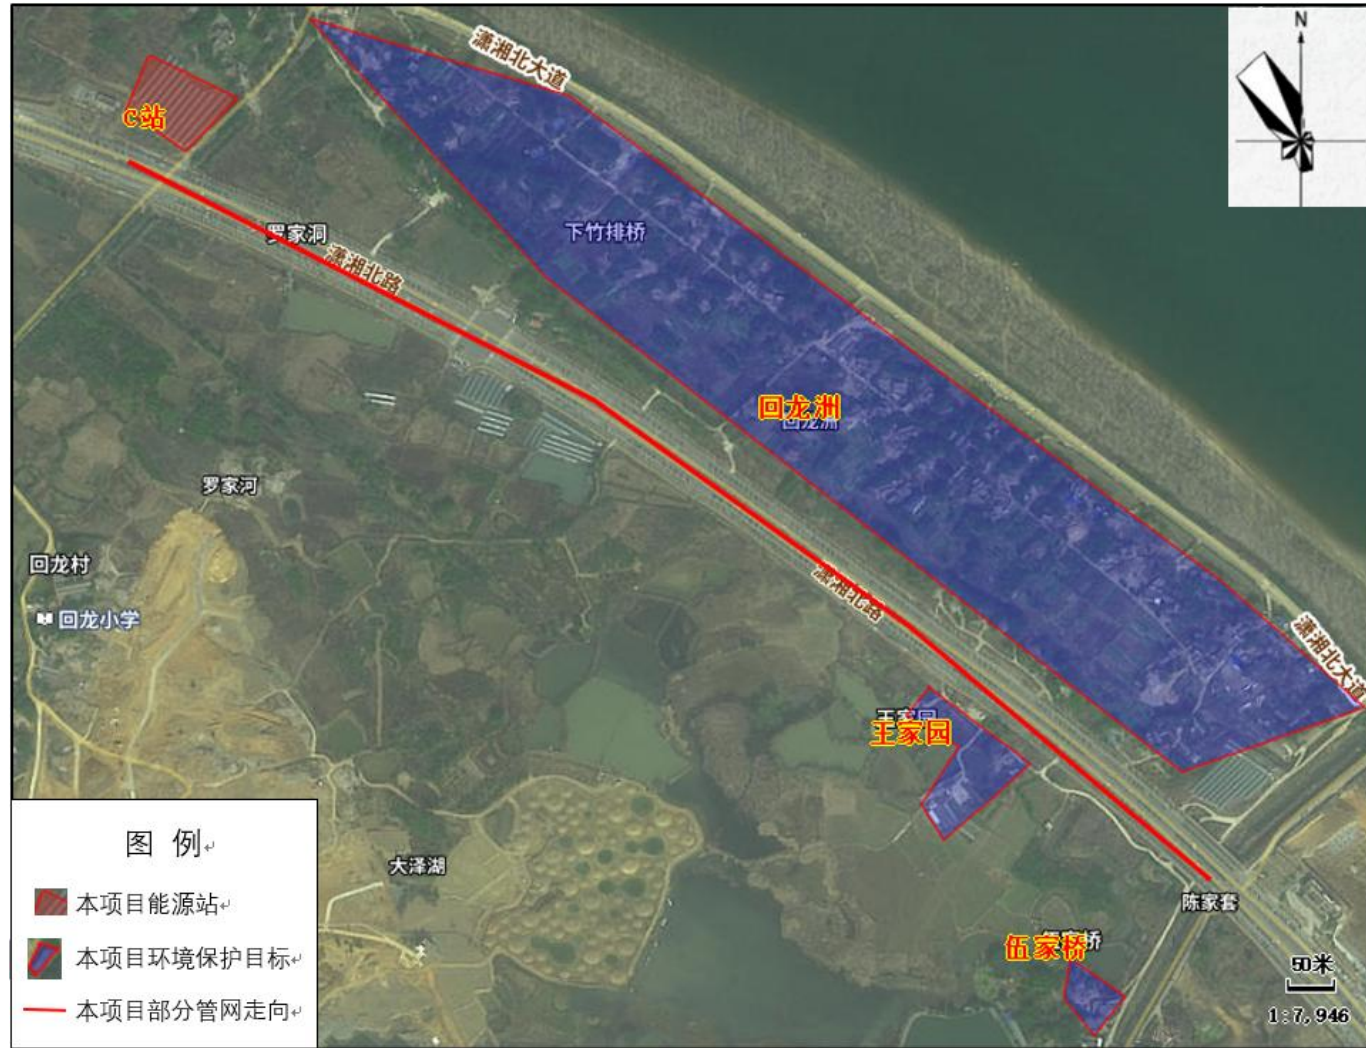 潇湘北大道
N
C站
罗家洞
潇湘北路
下竹排桥
回龙洲
回龙洲
罗家河
回龙村
回龙小学
潇湘北路
潇湘北大道
王家园
王家园
图 例
本项目能源站
本项目环境保护目标
本项目部分管网走向
大泽湖
陈家套
伍家桥
伍家桥
50米
1:7,946